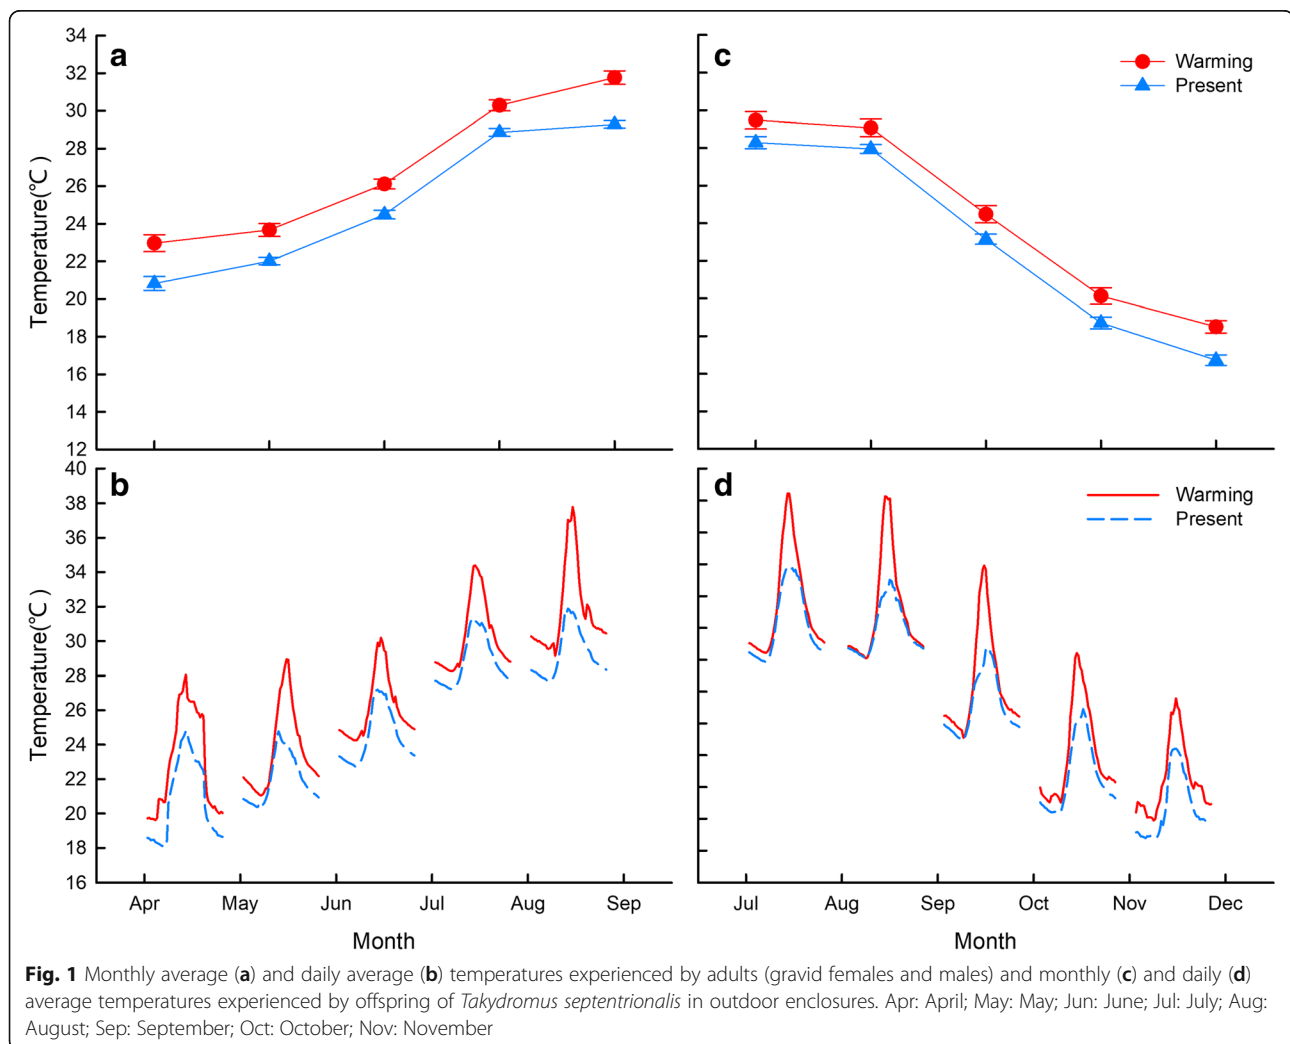 a
c
Warming
Present
34
32
30
28
26
24
22
20
18
16
14
12
Temperature(℃)
b
d
Warming
Present
40
38
36
34
32
30
28
26
24
22
20
18
16
Temperature(℃)
Apr May Jun Jul Aug Sep
Jul Aug Sep Oct Nov Dec
Month
Month
Fig. 1 Monthly average (a) and daily average (b) temperatures experienced by adults (gravid females and males) and monthly (c) and daily (d)
average temperatures experienced by offspring of Takydromus septentrionalis in outdoor enclosures. Apr: April; May: May; Jun: June; Jul: July; Aug:
August; Sep: September; Oct: October; Nov: November